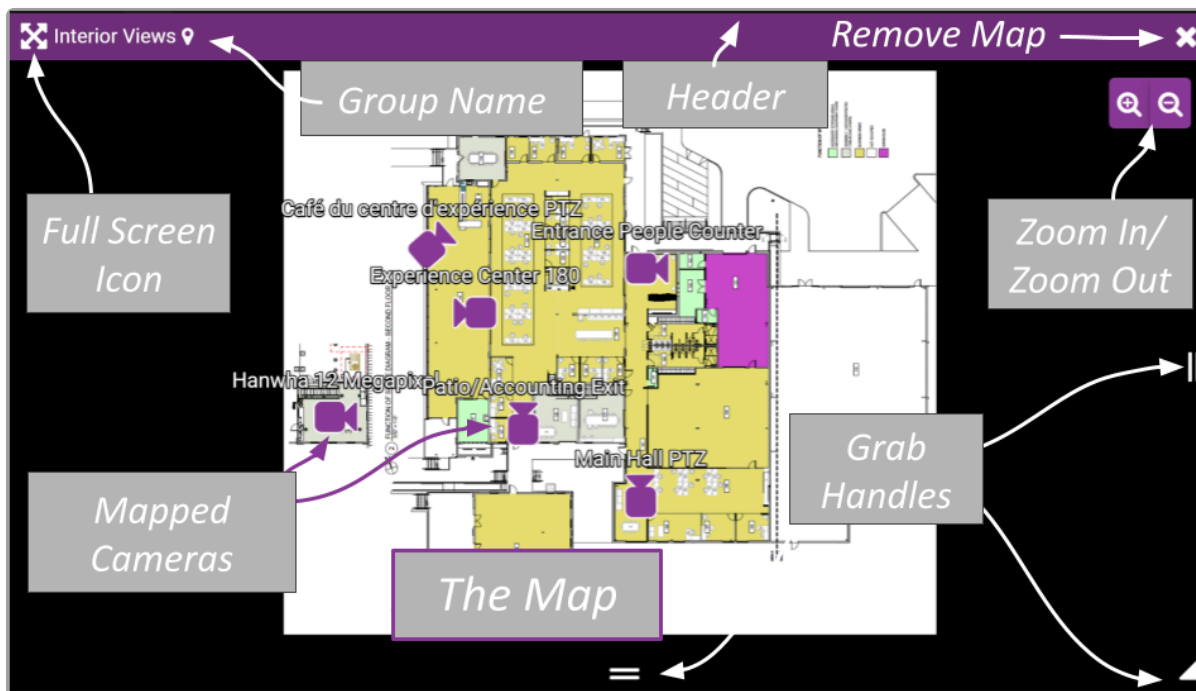 Interior Views
Remove Map
Group Name
Header
Full Screen
Icon
Zoom In/
Zoom Out
Café du centre d'expérience PTZ
Entrance People Counter
Experience Center 180
Hanwha 12-Megapixel
Patio/Accounting Exit
Main Hall PTZ
Grab
Handles
Mapped
Cameras
The Map